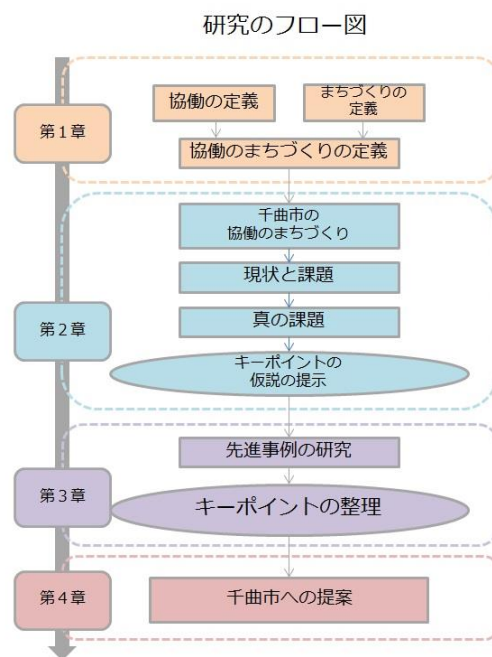 研究のフロー図
第1章
協働の定義
まちづくりの
定義
協働のまちづくりの定義
第2章
千曲市の
協働のまちづくり
現状と課題
真の課題
キーポイントの
仮説の提示
第3章
先進事例の研究
キーポイントの整理
第4章
千曲市への提案